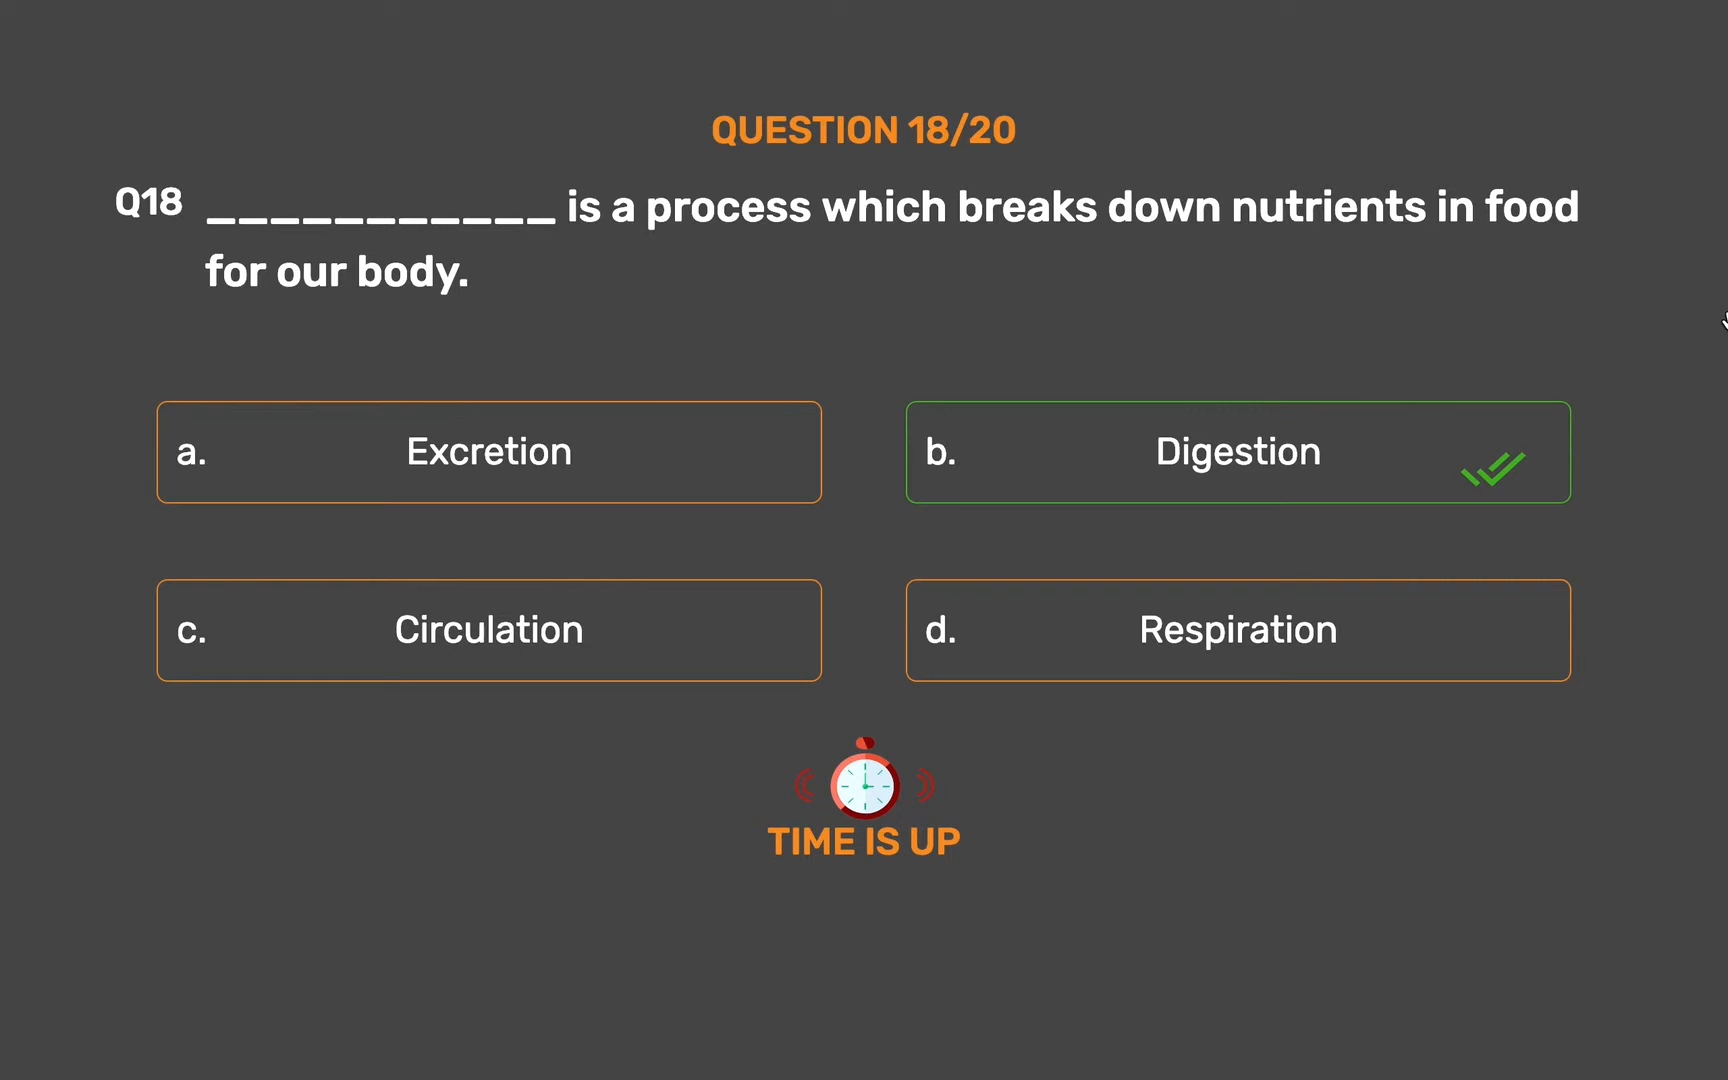 QUESTION 18/20
Q18 ___________ is a process which breaks down nutrients in food
for our body.
a. Excretion
b. Digestion
c. Circulation
d. Respiration
TIME IS UP